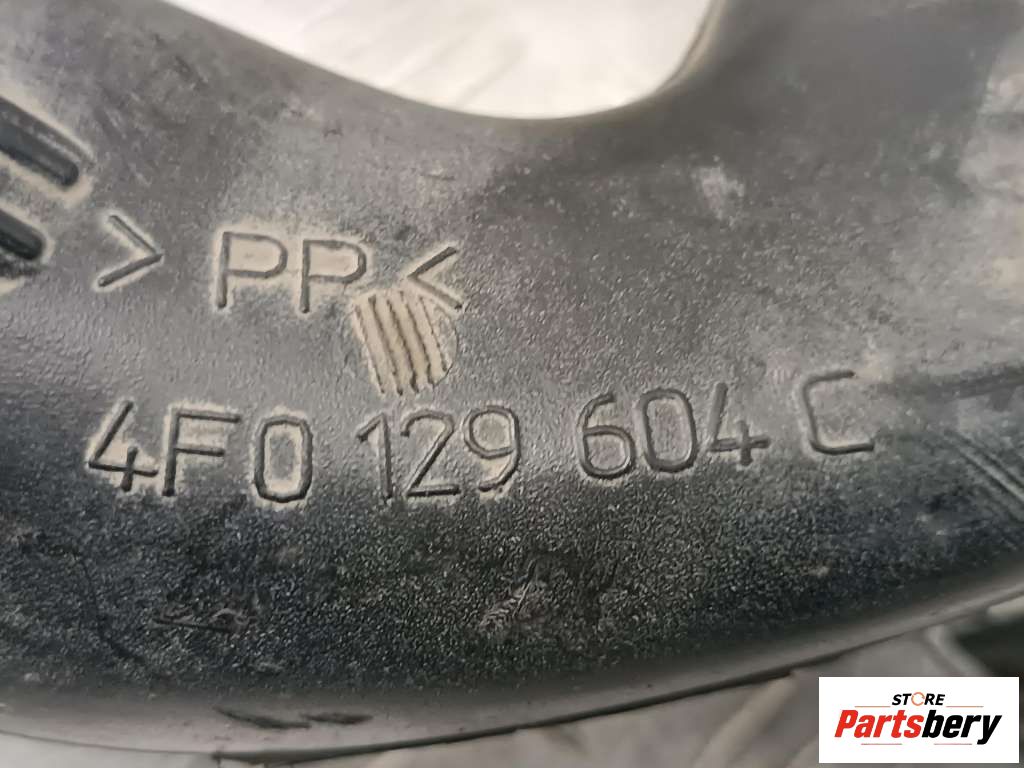 >PP<
4F0 129 604 C
STORE
Partsbery